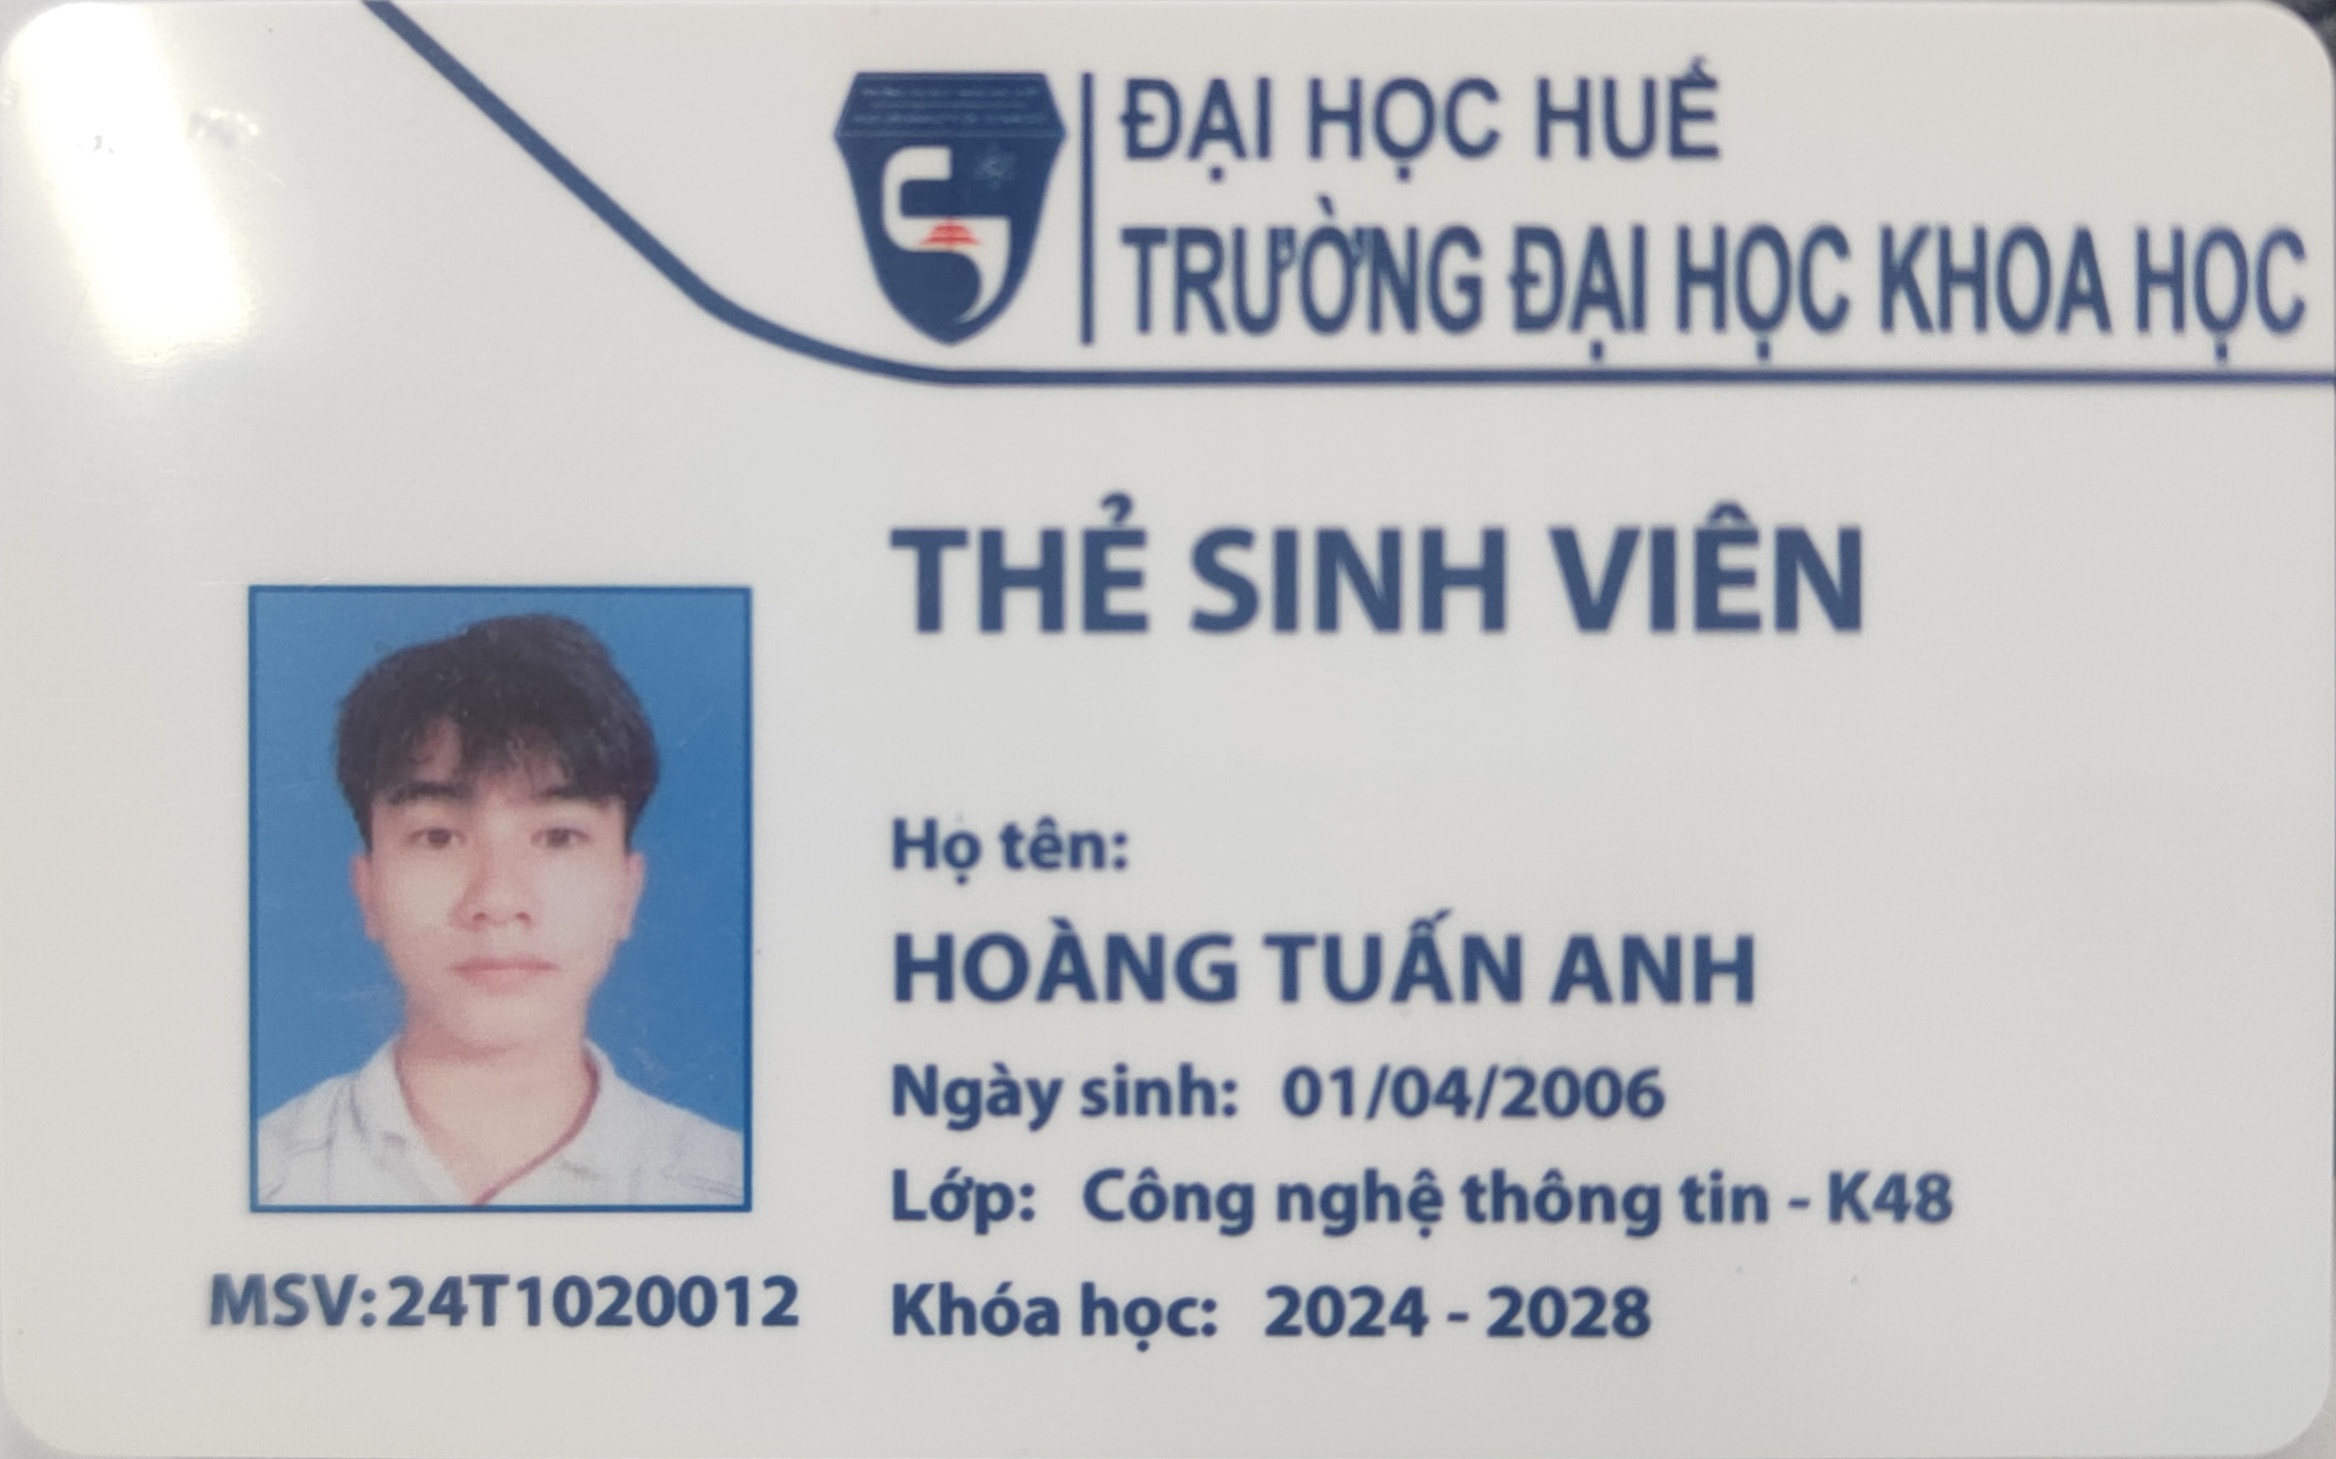 ĐẠI HỌC HUẾ
TRƯỜNG ĐẠI HỌC KHOA HỌC
THẺ SINH VIÊN
Họ tên:
HOÀNG TUẤN ANH
Ngày sinh: 01/04/2006
Lớp: Công nghệ thông tin - K48
Khóa học: 2024 - 2028
MSV:24T1020012